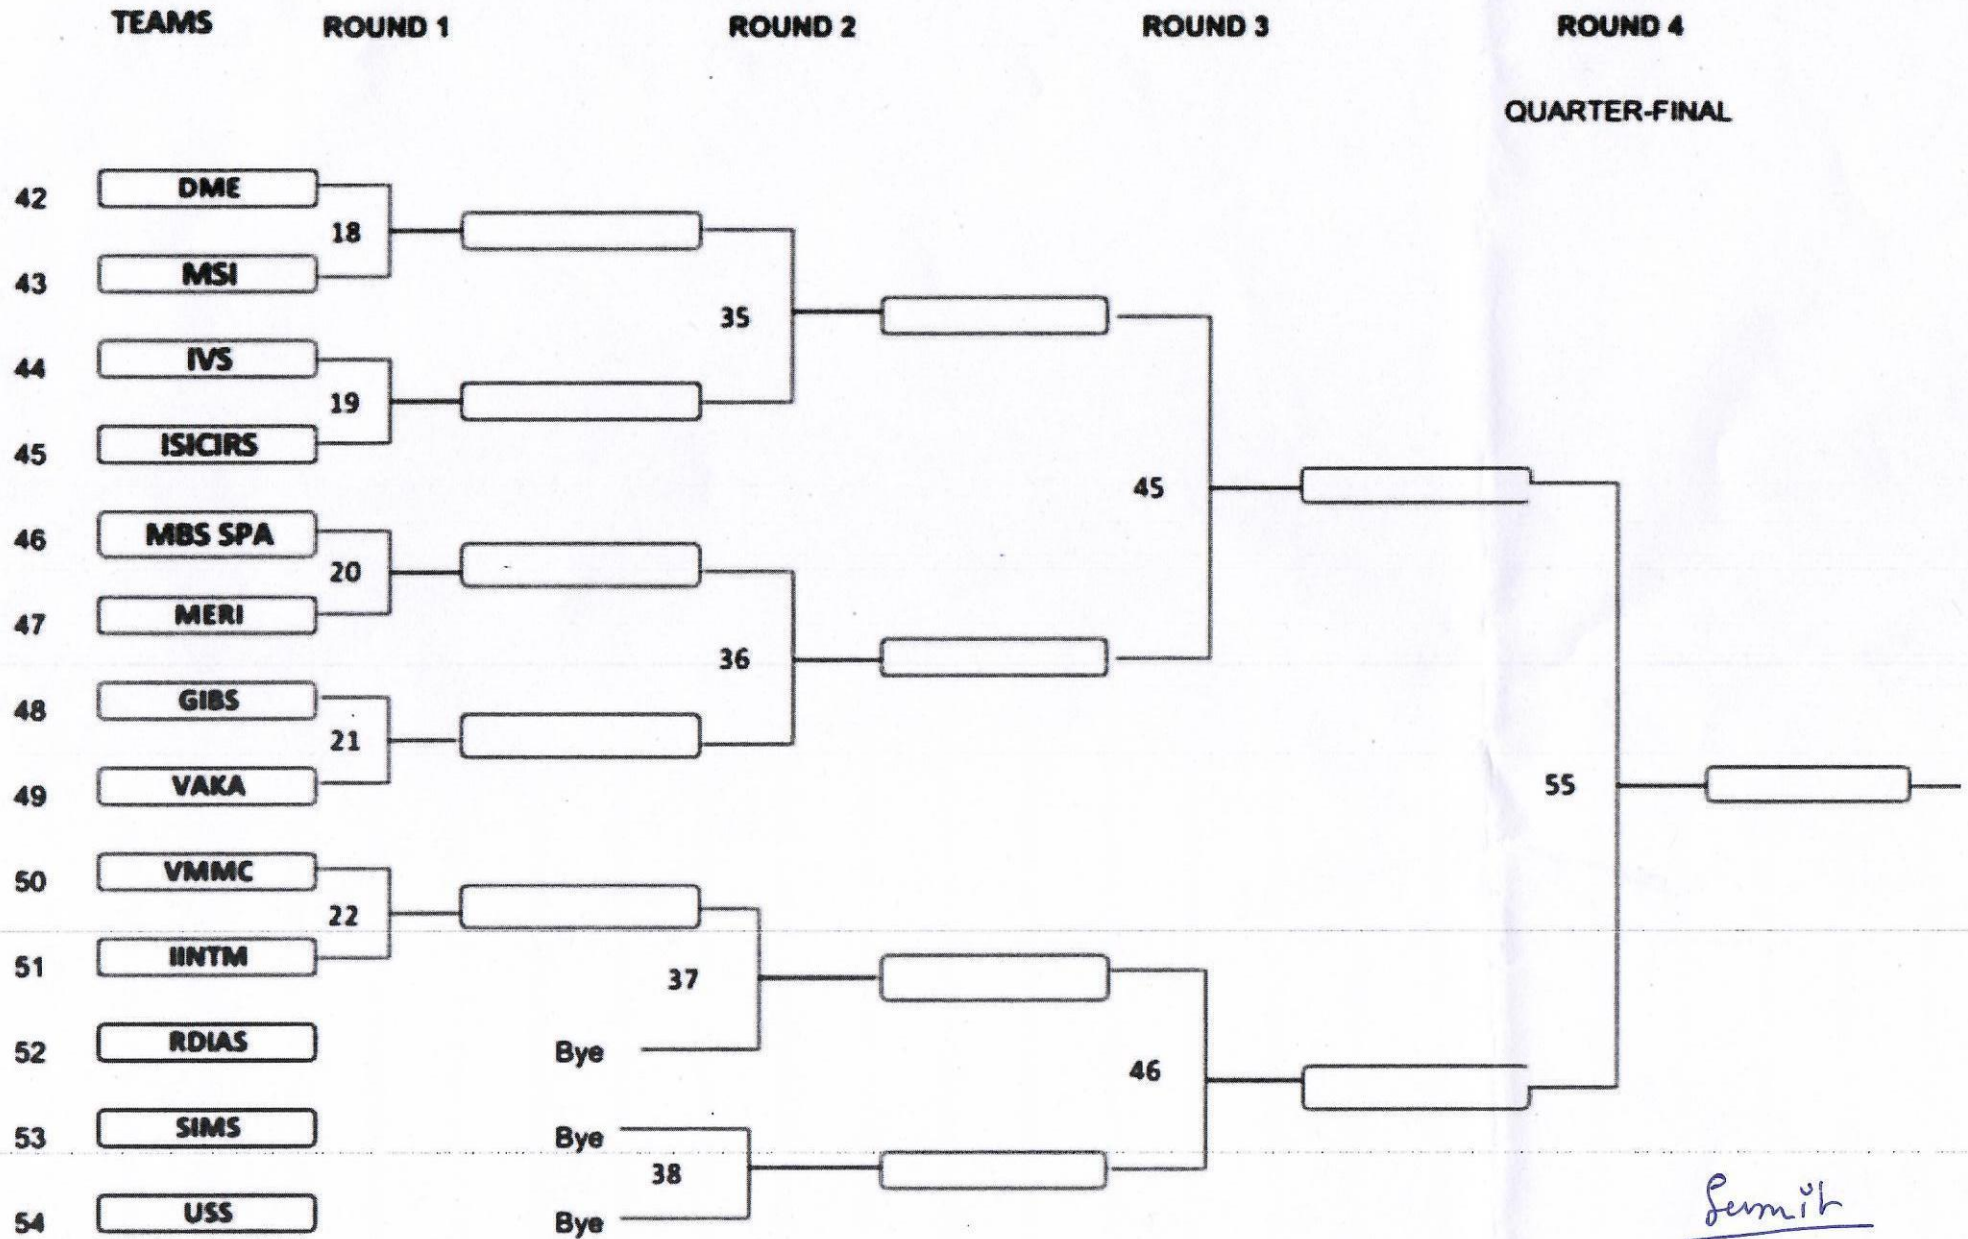 TEAMS ROUND 1 ROUND 2 ROUND 3 ROUND 4
QUARTER-FINAL
42 DME
18
43 MSI
35
44 IVS
19
45 ISICIRS
45
46 MBS SPA
20
47 MERI
36
48 GIBS
21
49 VAKA
55
50 VMMC
22
51 IINTM
37
52 RDIAS Bye
46
53 SIMS Bye
38
54 USS Bye